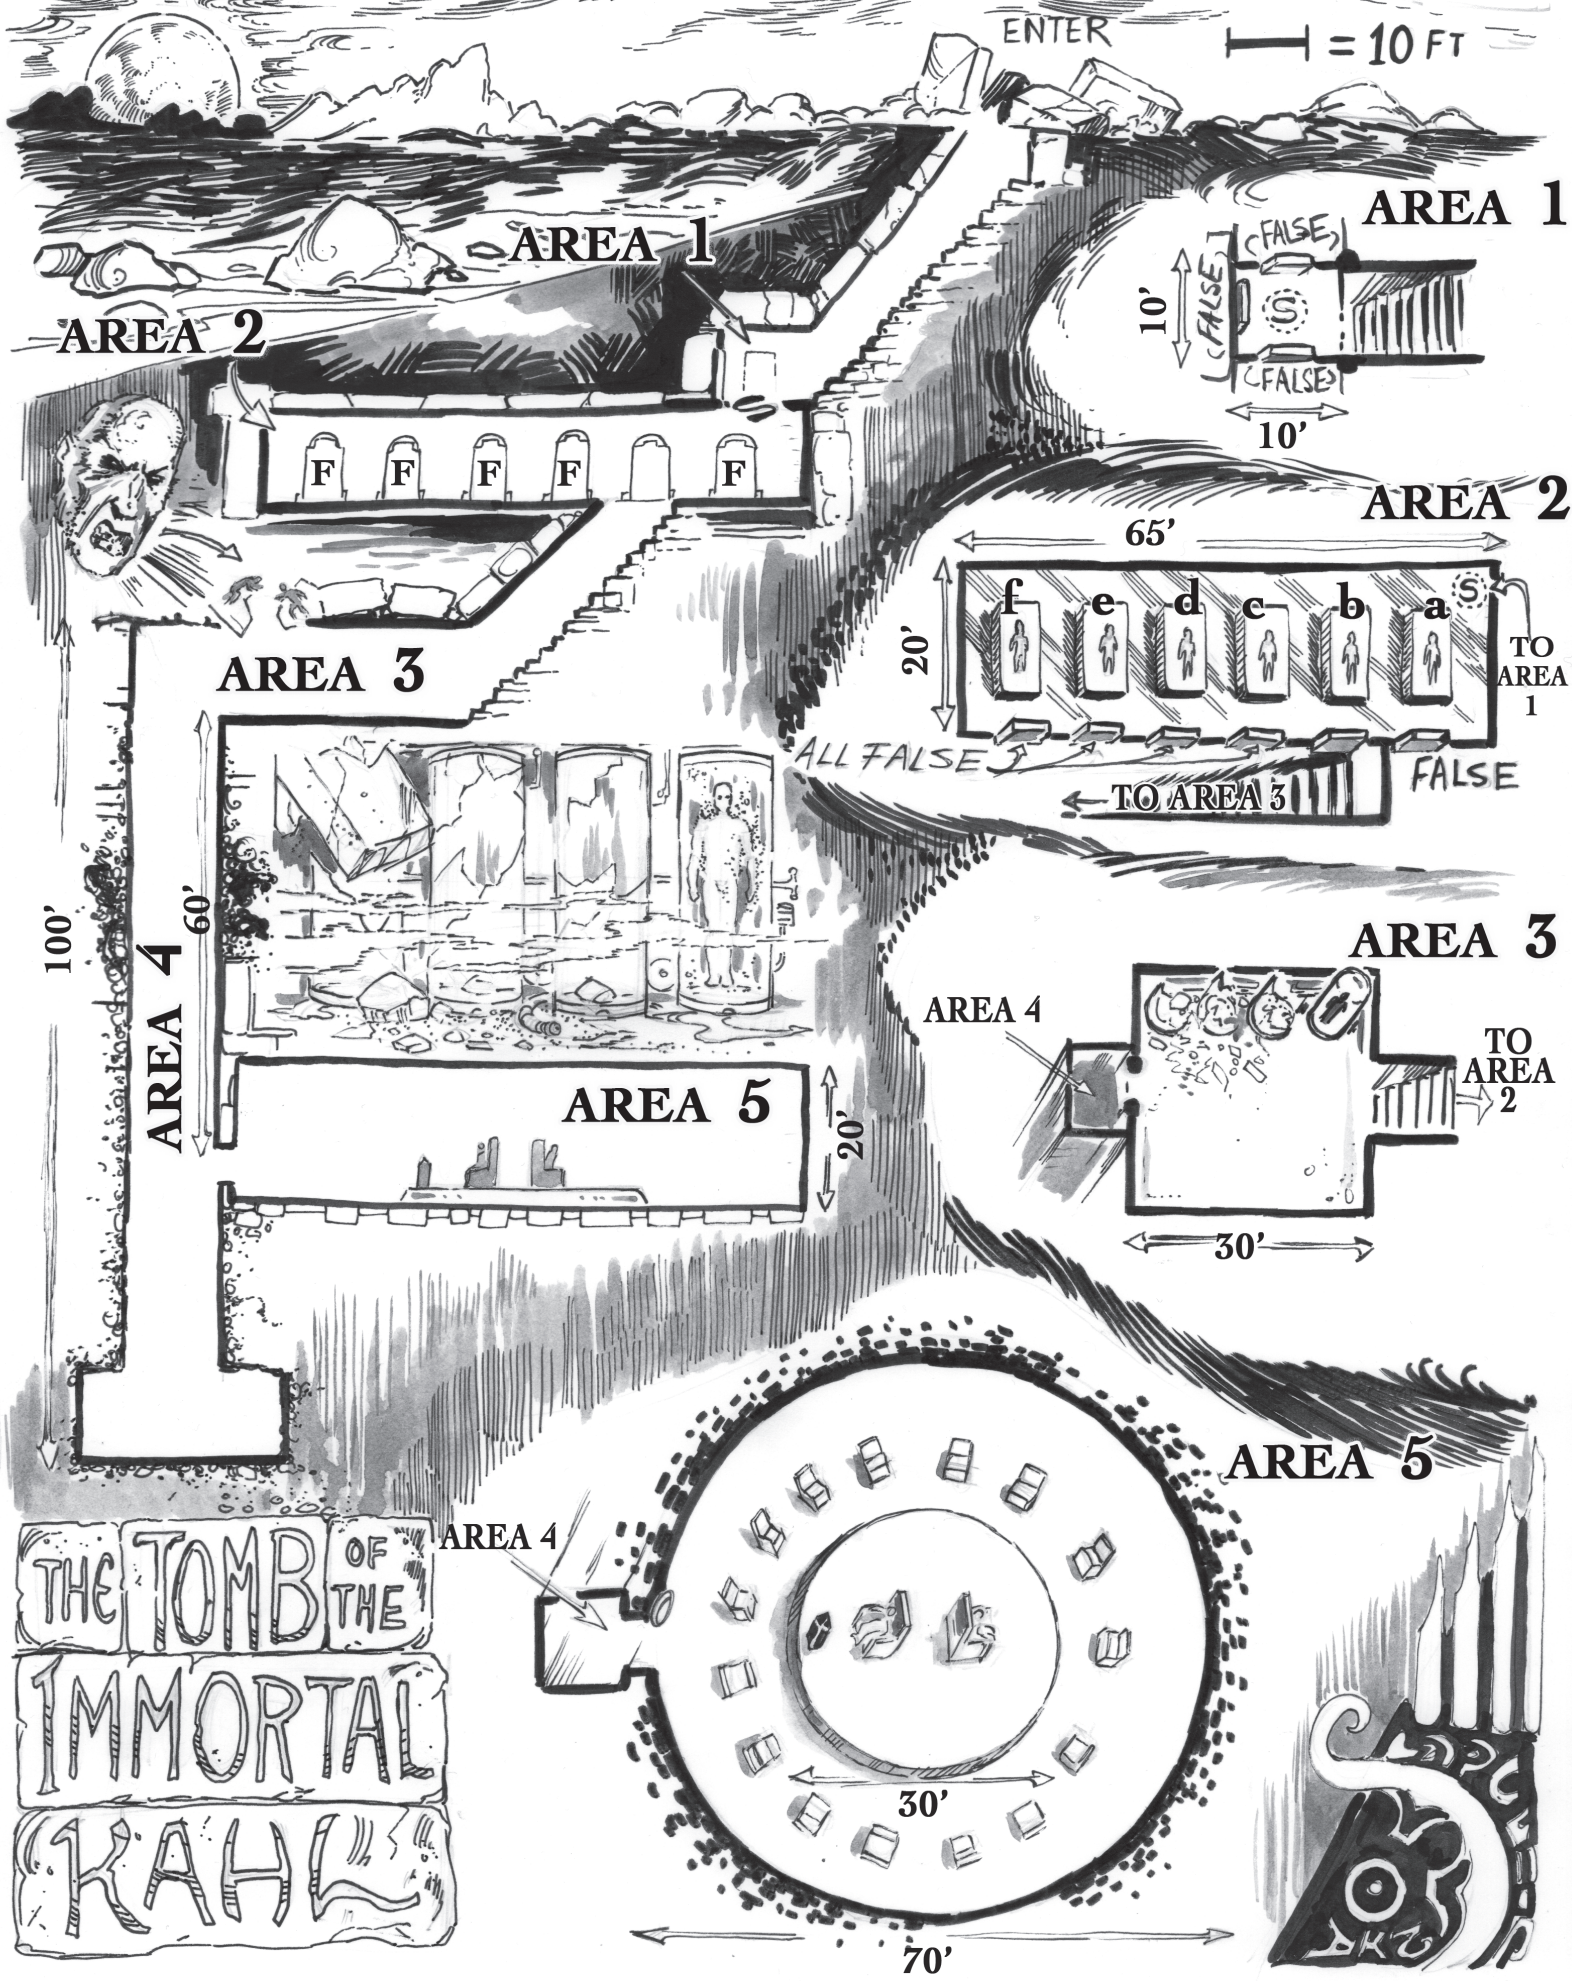 ENTER
= 10 FT
AREA 1
AREA 1
(FALSE)
(FALSE)
S
(FALSE)
10'
10'
AREA 2
S
F
F
F
F
F
AREA 2
65'
20'
f
e
d
c
b
a
S
TO
AREA
1
ALL FALSE
FALSE
TO AREA 3
AREA 3
100'
60'
AREA 4
AREA 3
AREA 4
TO
AREA
2
30'
AREA 5
20'
AREA 5
AREA 4
30'
70'
THE TOMB OF THE
IMMORTAL
KAHL